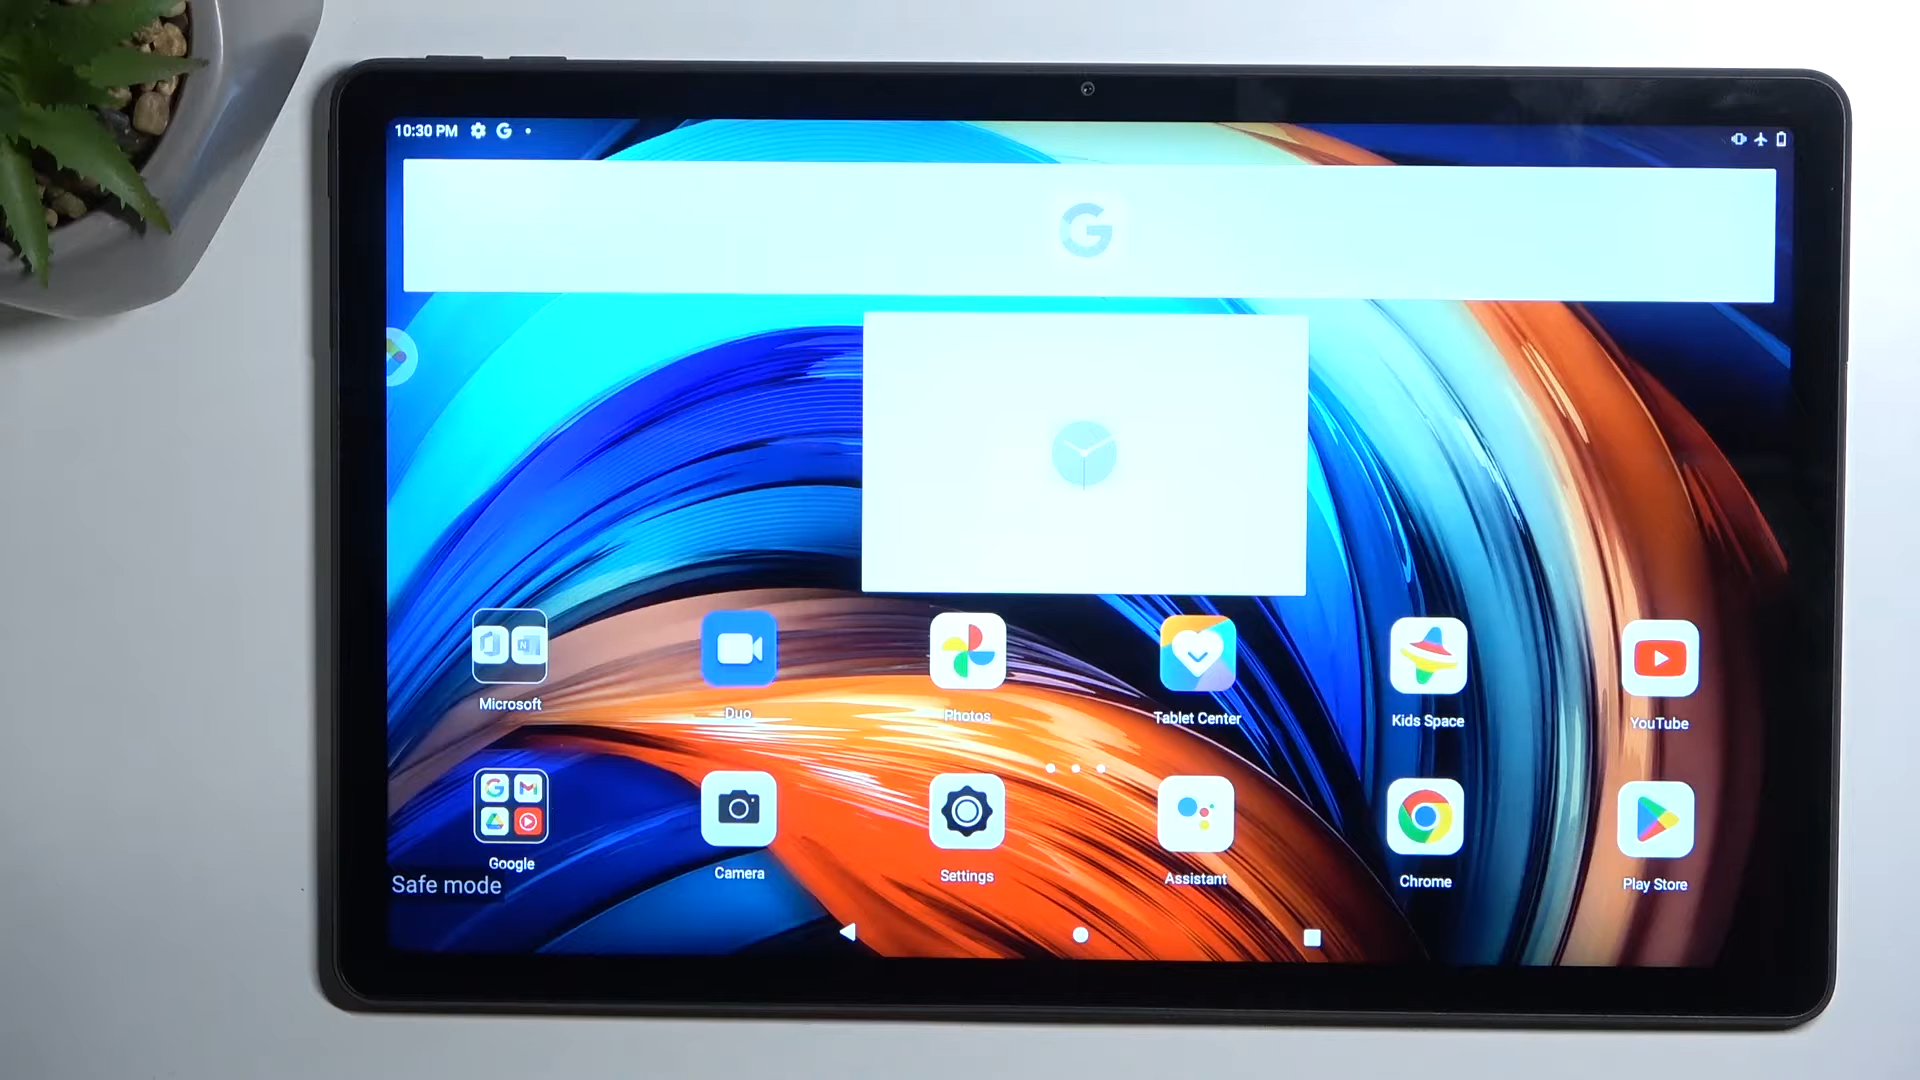 10:30 PM
Microsoft
Duo
Photos
Tablet Center
Kids Space
YouTube
Google
Camera
Settings
Assistant
Chrome
Play Store
Safe mode